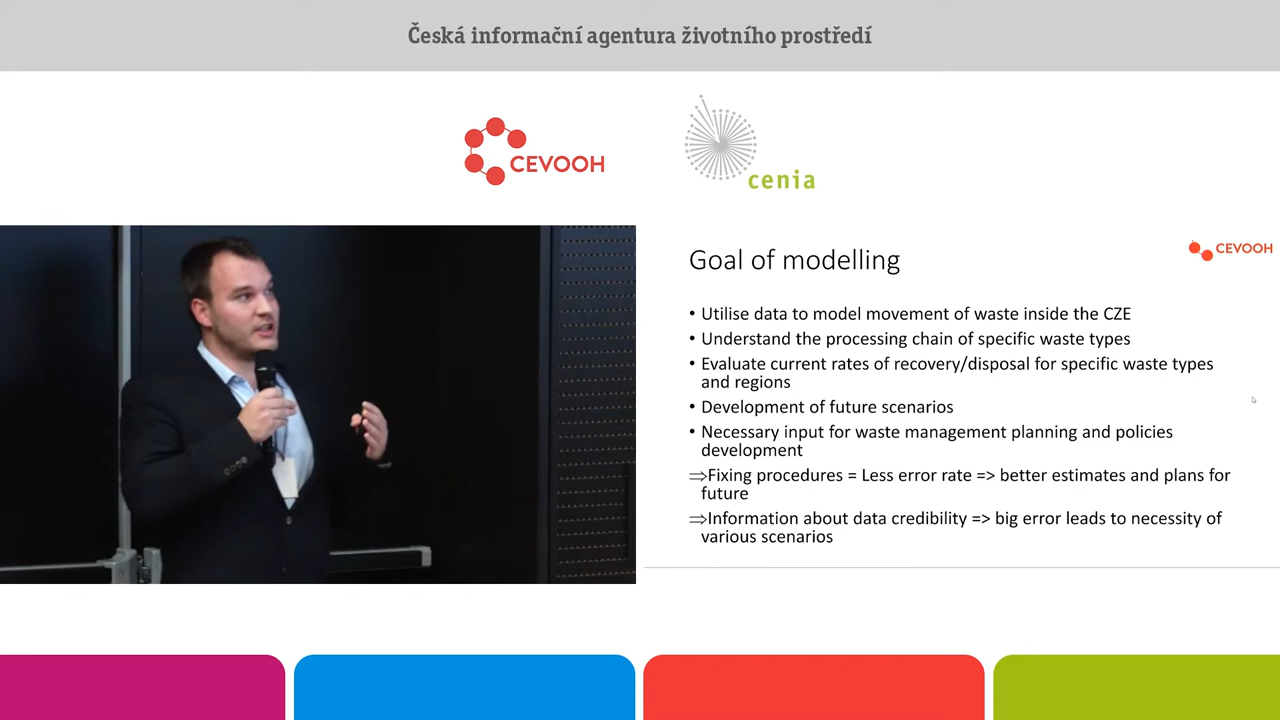 Česká informační agentura životního prostředí
CEVOOH
cenia
CEVOOH
Goal of modelling
• Utilise data to model movement of waste inside the CZE
• Understand the processing chain of specific waste types
• Evaluate current rates of recovery/disposal for specific waste types
and regions
• Development of future scenarios
• Necessary input for waste management planning and policies
development
⇒Fixing procedures = Less error rate => better estimates and plans for
future
⇒Information about data credibility => big error leads to necessity of
various scenarios